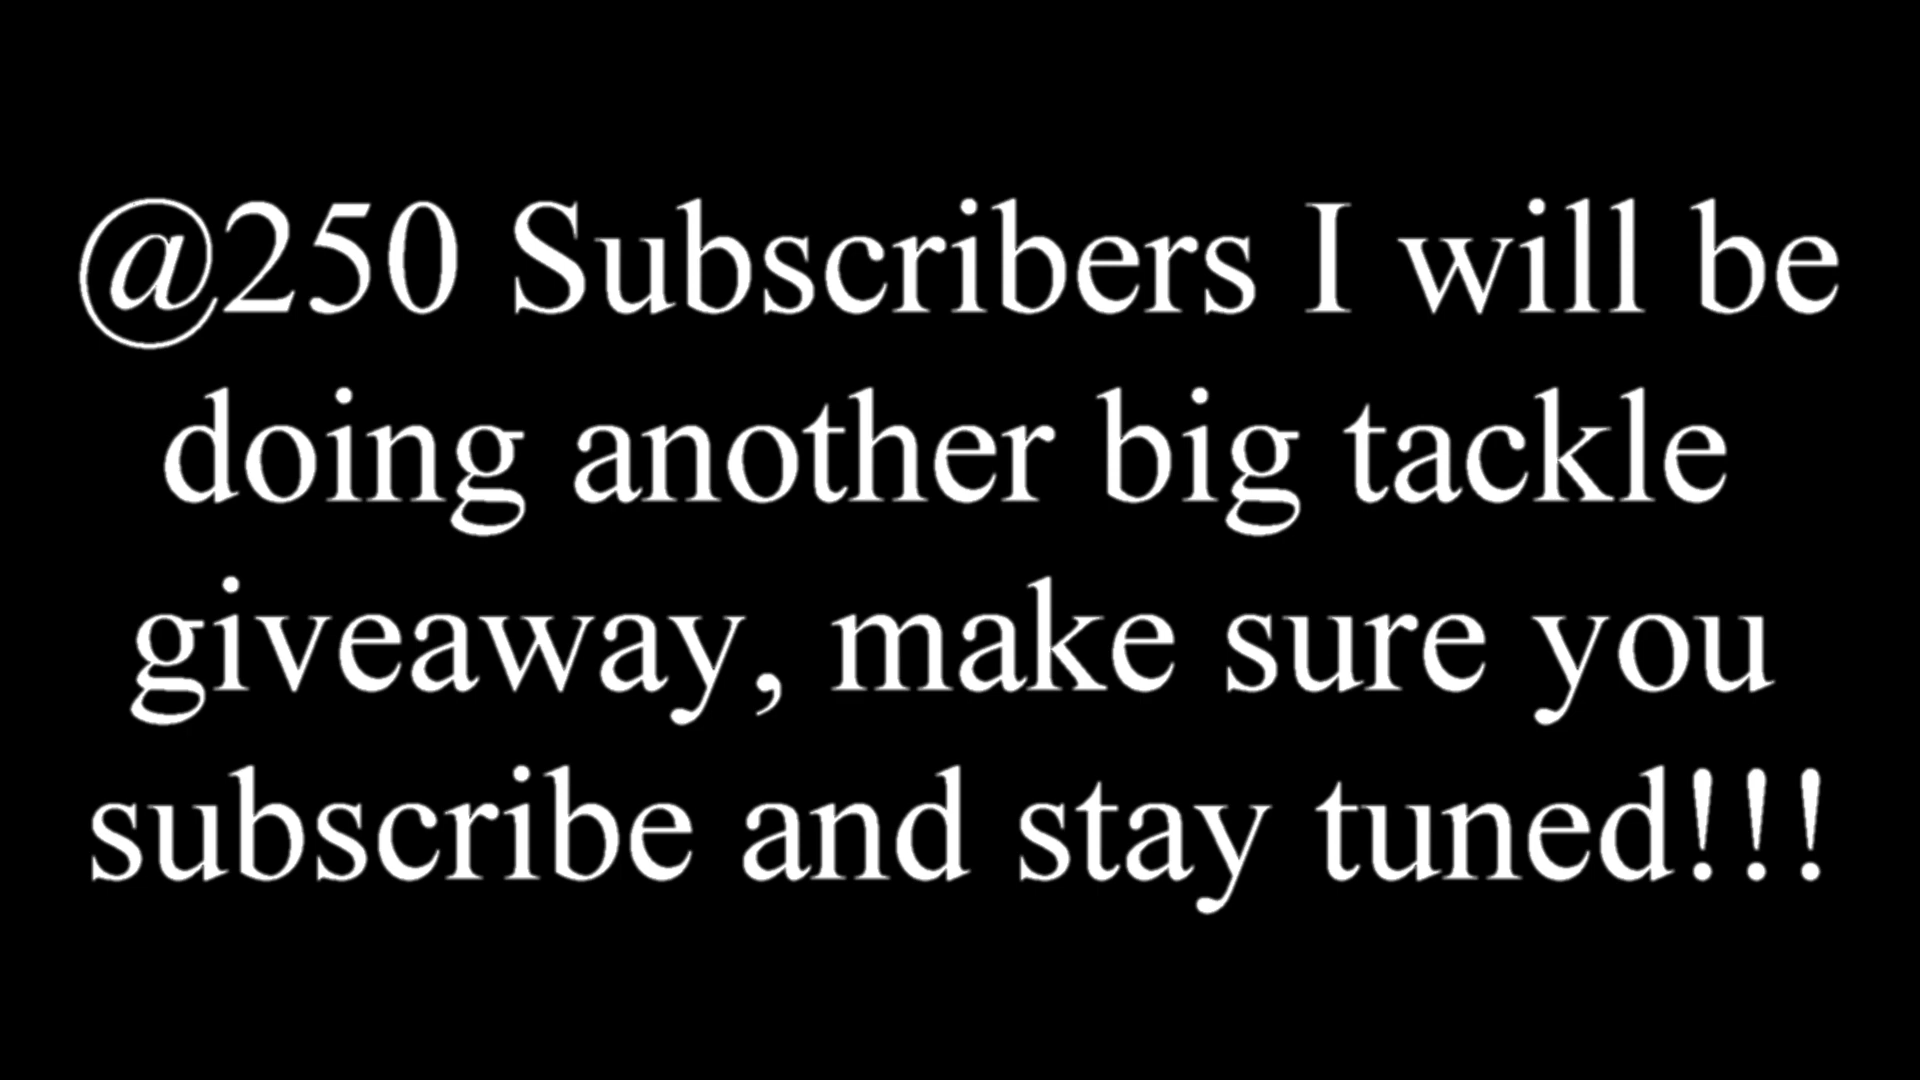 @250 Subscribers I will be
doing another big tackle
giveaway, make sure you
subscribe and stay tuned!!!